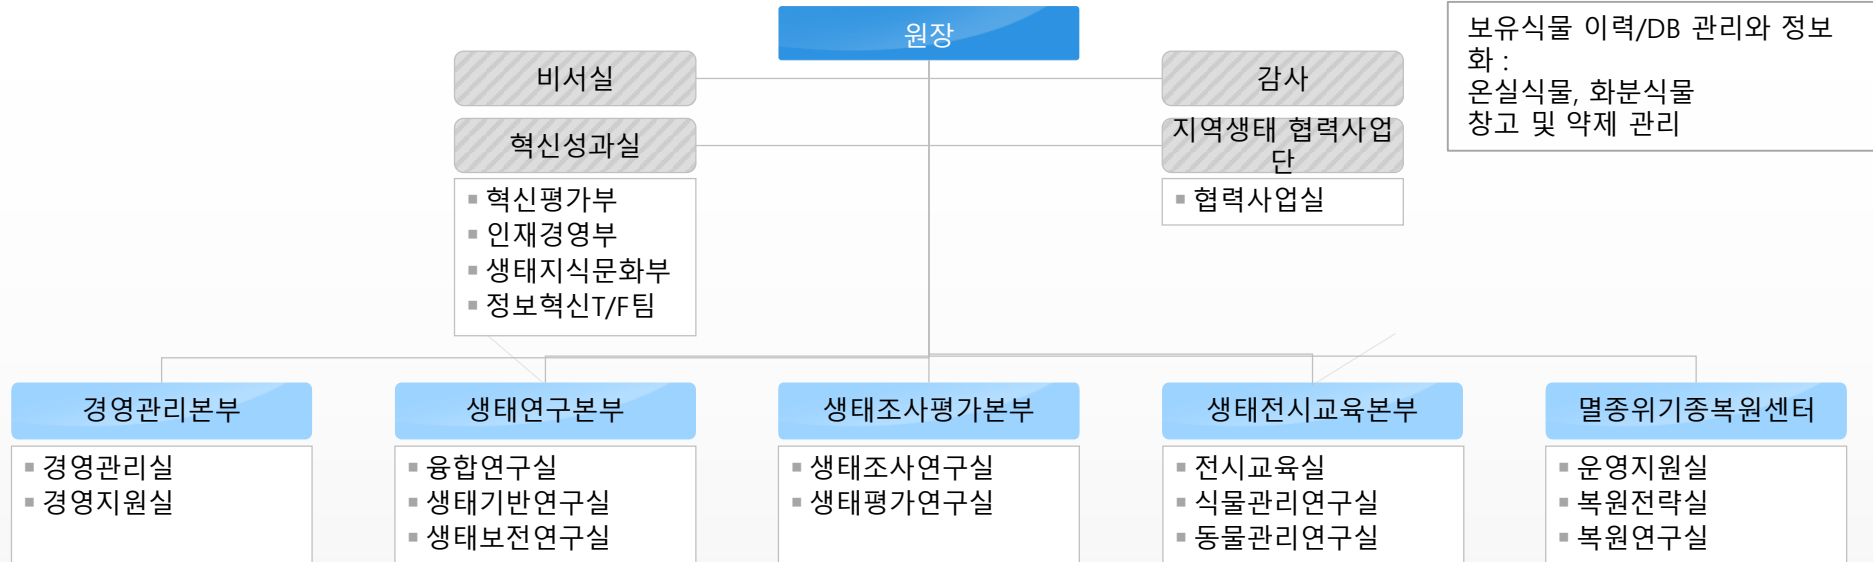 원장
보유식물 이력/DB 관리와 정보
화 :
온실식물, 화분식물
창고 및 약제 관리
비서실
감사
혁신성과실
지역생태 협력사업
단
혁신평가부
인재경영부
생태지식문화부
정보혁신T/F팀
협력사업실
경영관리본부
경영관리실
경영지원실
생태연구본부
융합연구실
생태기반연구실
생태보전연구실
생태조사평가본부
생태조사연구실
생태평가연구실
생태전시교육본부
전시교육실
식물관리연구실
동물관리연구실
멸종위기종복원센터
운영지원실
복원전략실
복원연구실